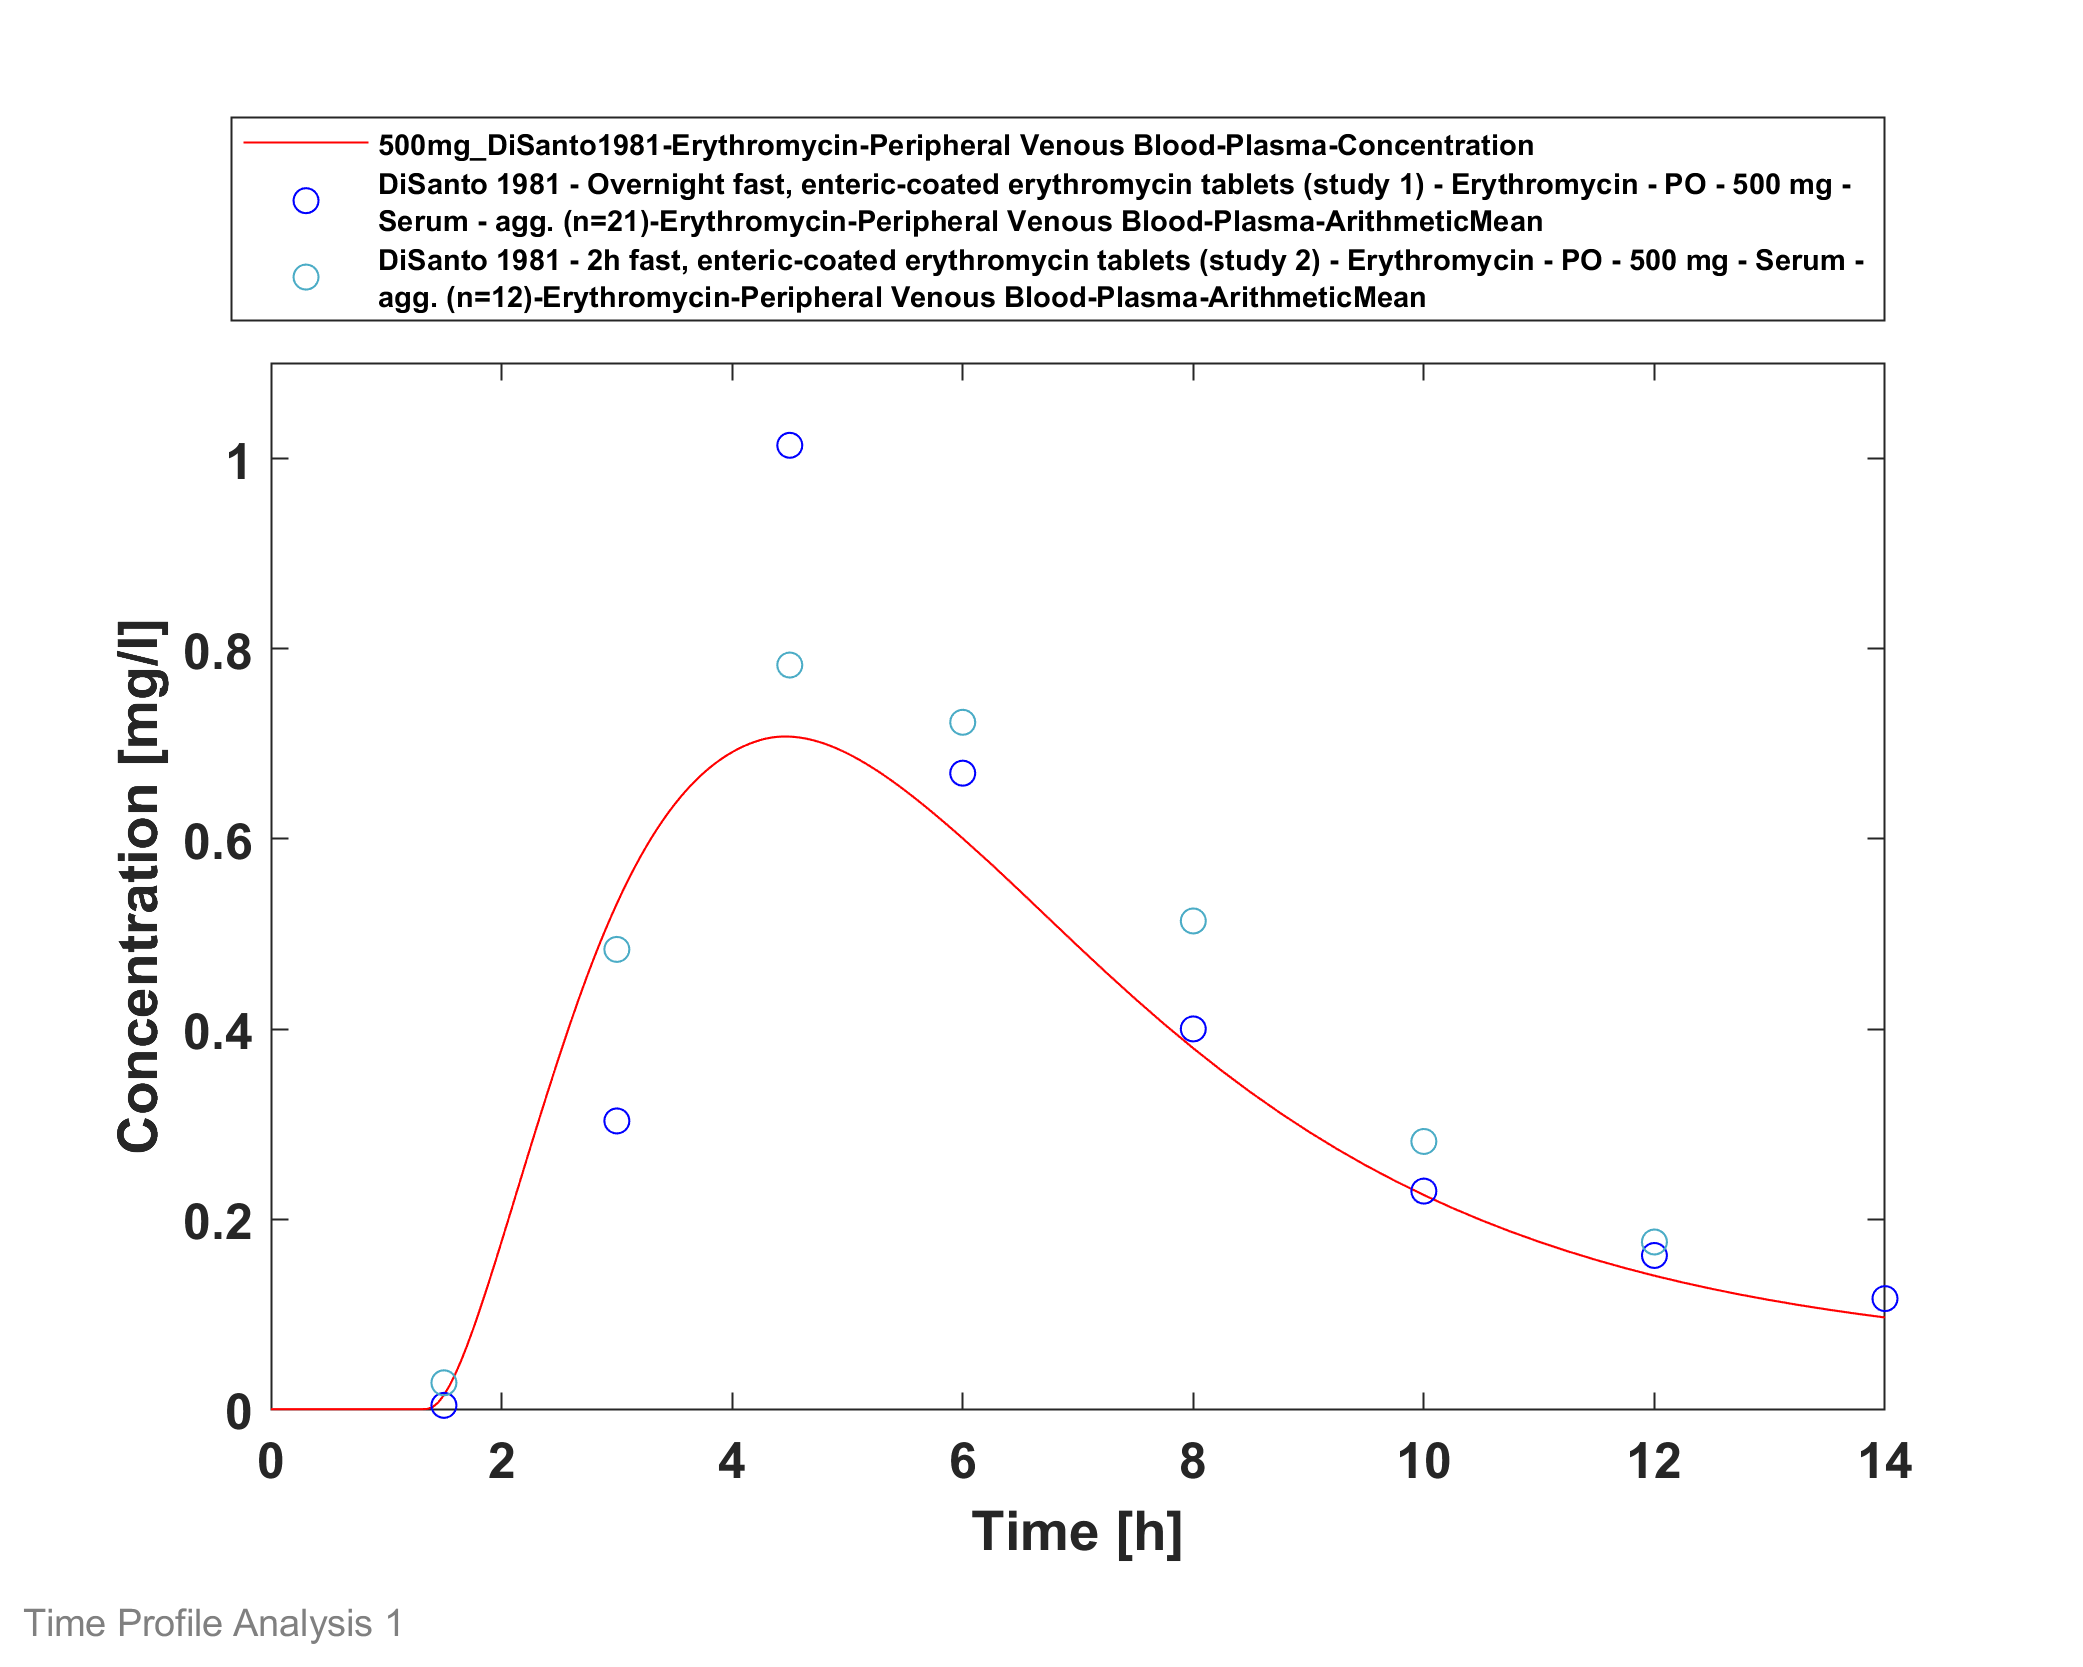 500mg_DiSanto1981-Erythromycin-Peripheral Venous Blood-Plasma-Concentration
DiSanto 1981 - Overnight fast, enteric-coated erythromycin tablets (study 1) - Erythromycin - PO - 500 mg -
Serum - agg. (n=21)-Erythromycin-Peripheral Venous Blood-Plasma-ArithmeticMean
DiSanto 1981 - 2h fast, enteric-coated erythromycin tablets (study 2) - Erythromycin - PO - 500 mg - Serum -
agg. (n=12)-Erythromycin-Peripheral Venous Blood-Plasma-ArithmeticMean
Concentration [mg/l]
1
0.8
0.6
0.4
0.2
0
0 2 4 6 8 10 12 14
Time [h]
Time Profile Analysis 1